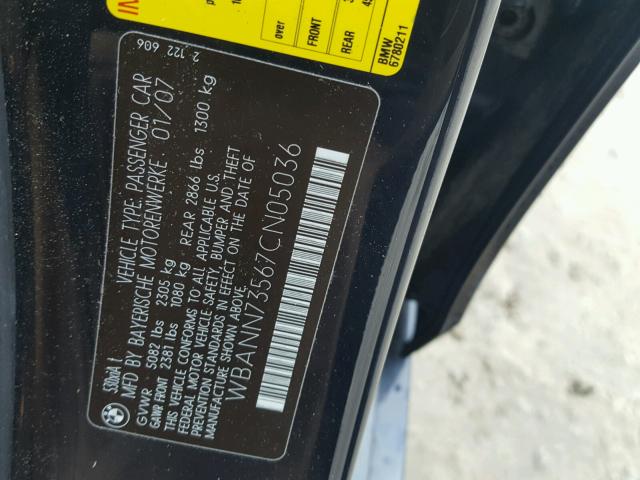 530xiA L
VEHICLE TYPE: PASSENGER CAR
MFD BY BAYERISCHE MOTORENWERKE 01/07
GVWR 5082 lbs 2305 kg
GAWR FRONT 2381 lbs 1080 kg REAR 2866 lbs 1300 kg
THIS VEHICLE CONFORMS TO ALL APPLICABLE U.S.
FEDERAL MOTOR VEHICLE SAFETY, BUMPER AND THEFT
PREVENTION STANDARDS IN EFFECT ON THE DATE OF
MANUFACTURE SHOWN ABOVE.
WBANN73567CN05036
2 122 606
over
FRONT
REAR
BMW
6780211